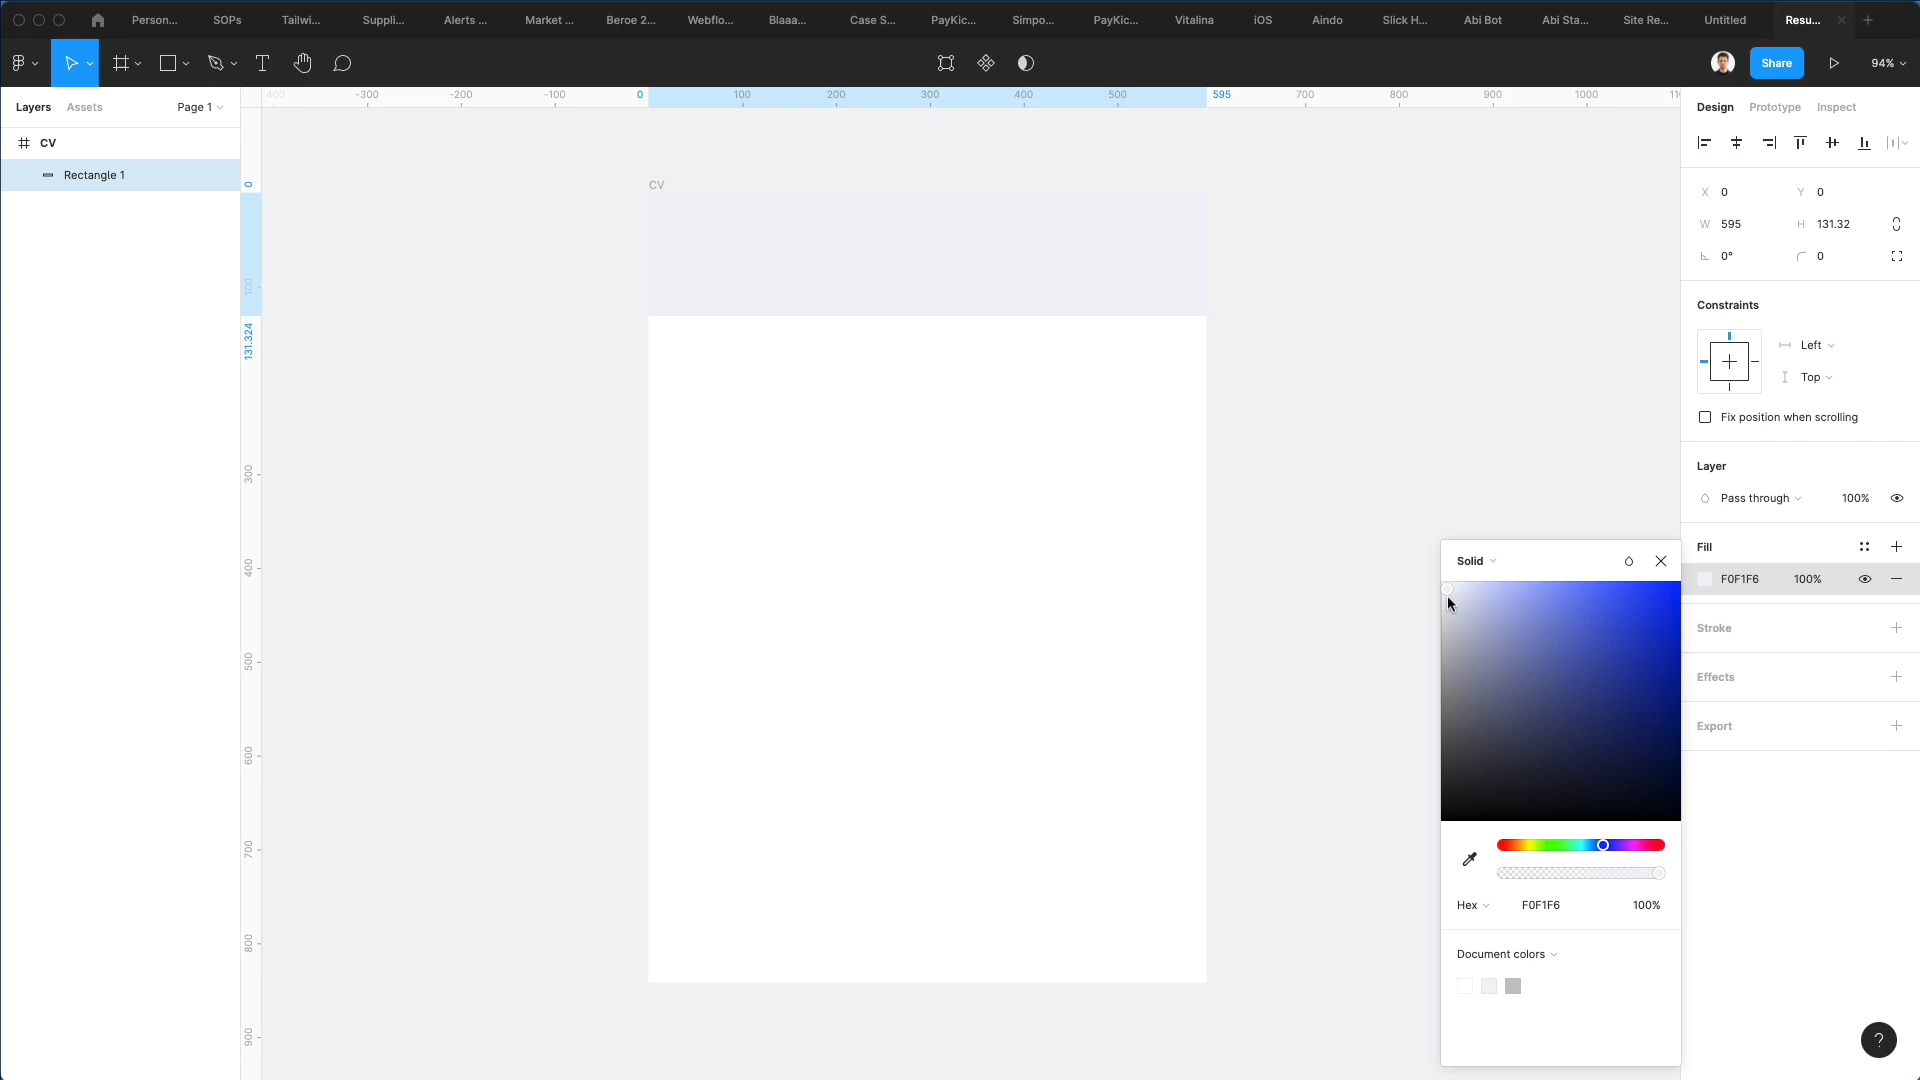 Person... SOPs Tailwi... Suppli... Alerts ... Market ... Beroe 2... Webflo... Blaaa... Case S... PayKic... Simpo... PayKic... Vitalina iOS Aindo Slick H... Abi Bot Abi Sta... Site Re... Untitled Resu...
Share 94%
Layers Assets Page 1
CV
Rectangle 1
-400 -300 -200 -100 0 100 200 300 400 500 595 700 800 900 1000 110
0
100
131.324
300
400
500
600
700
800
900
CV
Design Prototype Inspect
X 0 Y 0
W 595 H 131.32
0° 0
Constraints
Left
Top
Fix position when scrolling
Layer
Pass through 100%
Fill
F0F1F6 100%
Stroke
Effects
Export
Solid
Hex F0F1F6 100%
Document colors
?